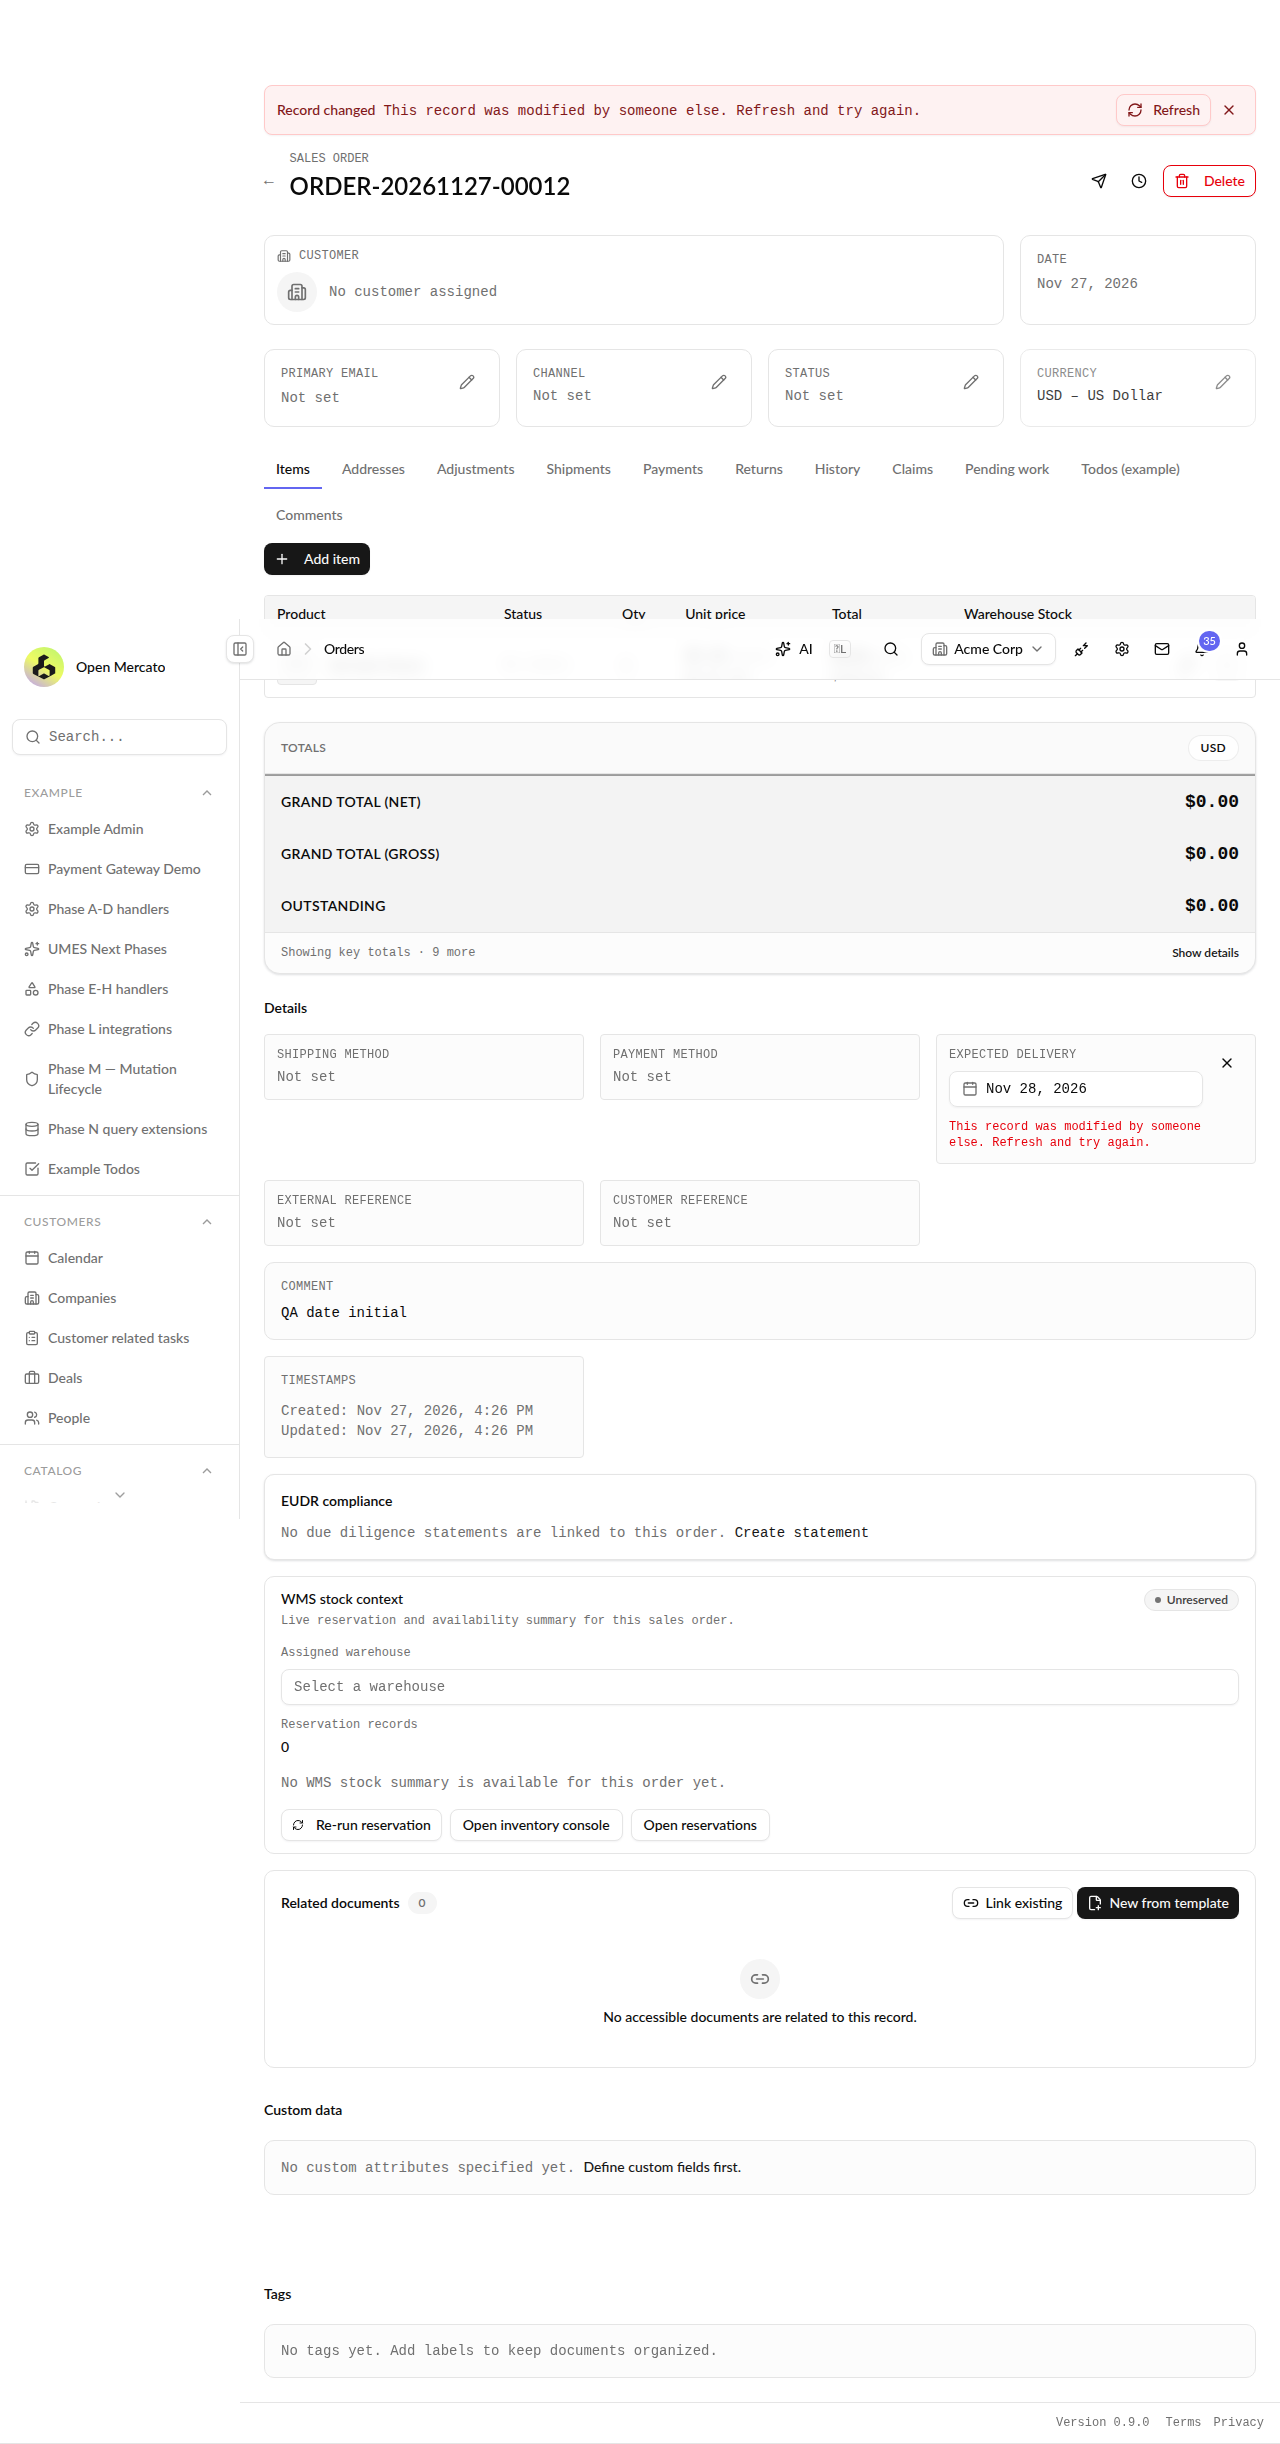 Record changed This record was modified by someone else. Refresh and try again.
Refresh
SALES ORDER
← ORDER-20261127-00012
Delete
CUSTOMER
No customer assigned
DATE
Nov 27, 2026
PRIMARY EMAIL
Not set
CHANNEL
Not set
STATUS
Not set
CURRENCY
USD – US Dollar
Items Addresses Adjustments Shipments Payments Returns History Claims Pending work Todos (example)
Comments
Add item
Product Status Qty Unit price Total Warehouse Stock
Open Mercato
Orders
AI
L
Acme Corp
35
Search...
EXAMPLE
Example Admin
Payment Gateway Demo
Phase A-D handlers
UMES Next Phases
Phase E-H handlers
Phase L integrations
Phase M — Mutation
Lifecycle
Phase N query extensions
Example Todos
CUSTOMERS
Calendar
Companies
Customer related tasks
Deals
People
CATALOG
TOTALS
USD
GRAND TOTAL (NET) $0.00
GRAND TOTAL (GROSS) $0.00
OUTSTANDING $0.00
Showing key totals · 9 more
Show details
Details
SHIPPING METHOD
Not set
PAYMENT METHOD
Not set
EXPECTED DELIVERY
Nov 28, 2026
This record was modified by someone
else. Refresh and try again.
EXTERNAL REFERENCE
Not set
CUSTOMER REFERENCE
Not set
COMMENT
QA date initial
TIMESTAMPS
Created: Nov 27, 2026, 4:26 PM
Updated: Nov 27, 2026, 4:26 PM
EUDR compliance
No due diligence statements are linked to this order. Create statement
WMS stock context
Unreserved
Live reservation and availability summary for this sales order.
Assigned warehouse
Select a warehouse
Reservation records
0
No WMS stock summary is available for this order yet.
Re-run reservation
Open inventory console
Open reservations
Related documents 0
Link existing
New from template
No accessible documents are related to this record.
Custom data
No custom attributes specified yet. Define custom fields first.
Tags
No tags yet. Add labels to keep documents organized.
Version 0.9.0 Terms Privacy